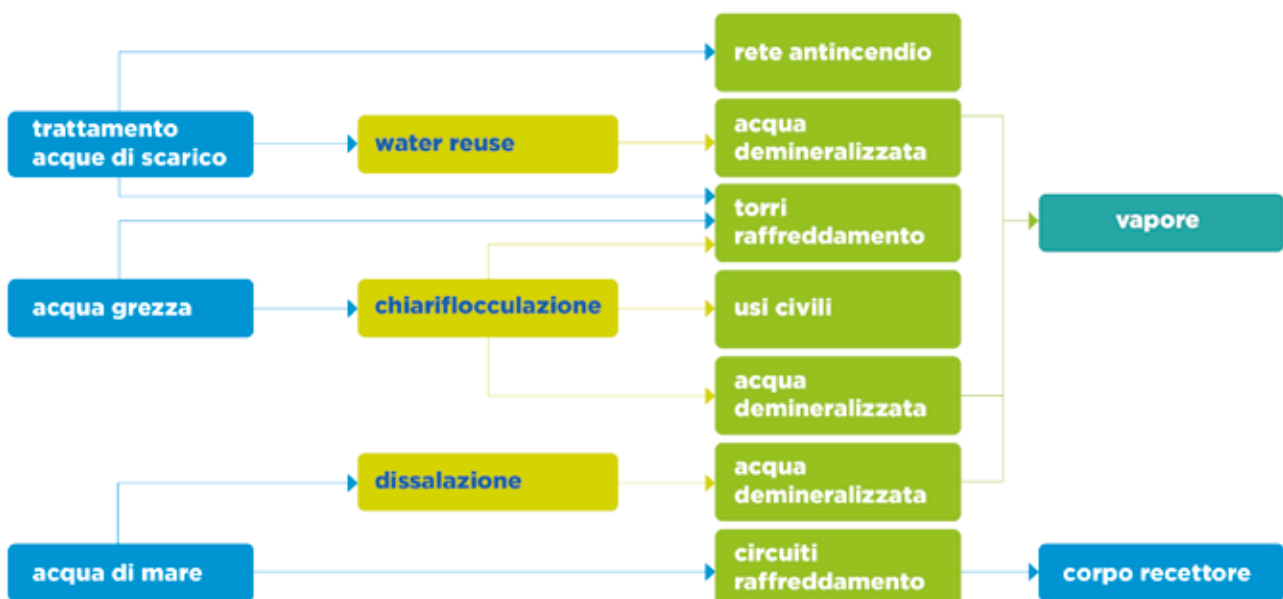 rete antincendio
trattamento
acque di scarico
water reuse
acqua
demineralizzata
torri
raffreddamento
vapore
acqua grezza
chiariflocculazione
usi civili
acqua
demineralizzata
dissalazione
acqua
demineralizzata
acqua di mare
circuiti
raffreddamento
corpo recettore